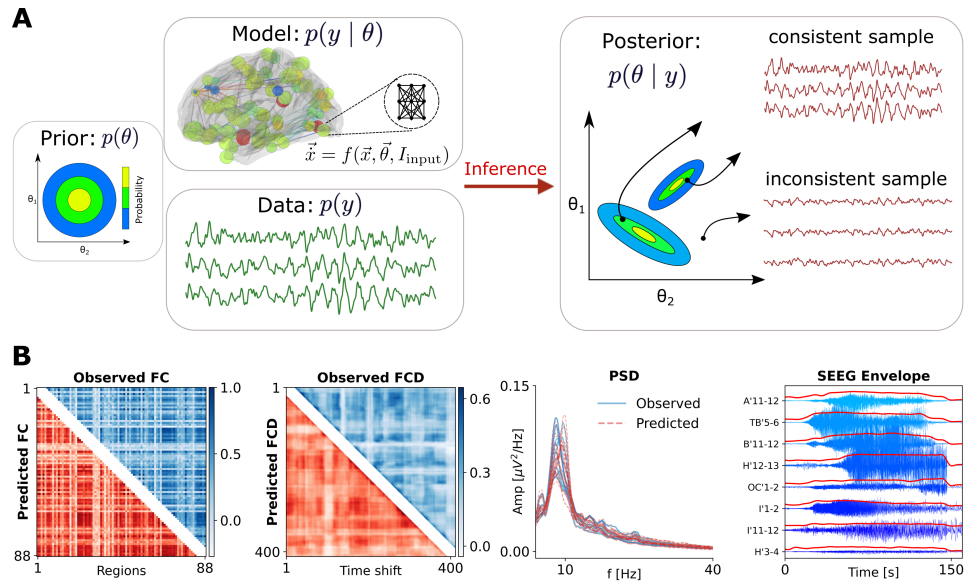 A
Model: p(y | θ)
Prior: p(θ)
θ₁
θ₂
Probability
x⃗ = f(x⃗, θ⃗, I_input)
Data: p(y)
Inference
Posterior:
p(θ | y)
θ₁
θ₂
consistent sample
inconsistent sample
B
Observed FC
Predicted FC
1
88
1
88
Regions
1.0
0.5
0.0
Observed FCD
Predicted FCD
1
400
1
400
Time shift
0.6
0.3
0.0
PSD
Observed
Predicted
Amp [μV²/Hz]
0.15
0.00
10
40
f [Hz]
SEEG Envelope
A'11-12
TB'5-6
B'11-12
H'12-13
OC'1-2
I'1-2
I'11-12
H'3-4
0
150
Time [s]